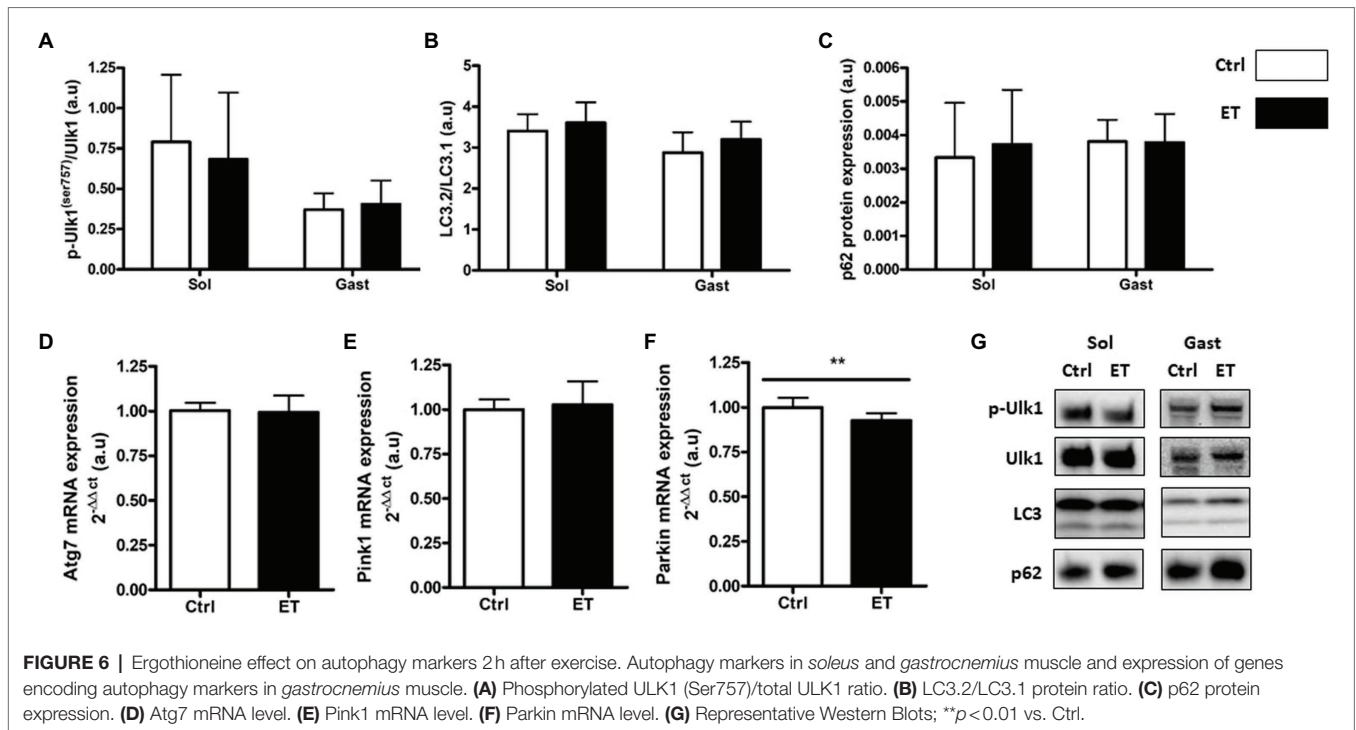 A
p-Ulk1(ser757)/Ulk1 (a.u)
1.25
1.00
0.75
0.50
0.25
0.00
Sol Gast
B
LC3.2/LC3.1 (a.u)
5
4
3
2
1
0
Sol Gast
C
p62 protein expression (a.u)
0.006
0.005
0.004
0.003
0.002
0.001
0.000
Sol Gast
Ctrl
ET
D
Atg7 mRNA expression
2-ΔΔct (a.u)
1.25
1.00
0.75
0.50
0.25
0.00
Ctrl ET
E
Pink1 mRNA expression
2-ΔΔct (a.u)
1.25
1.00
0.75
0.50
0.25
0.00
Ctrl ET
F
Parkin mRNA expression
2-ΔΔct (a.u)
1.25
1.00
0.75
0.50
0.25
0.00
**
Ctrl ET
G
Sol Gast
Ctrl ET Ctrl ET
p-Ulk1
Ulk1
LC3
p62
FIGURE 6 | Ergothioneine effect on autophagy markers 2 h after exercise. Autophagy markers in soleus and gastrocnemius muscle and expression of genes
encoding autophagy markers in gastrocnemius muscle. (A) Phosphorylated ULK1 (Ser757)/total ULK1 ratio. (B) LC3.2/LC3.1 protein ratio. (C) p62 protein
expression. (D) Atg7 mRNA level. (E) Pink1 mRNA level. (F) Parkin mRNA level. (G) Representative Western Blots; **p < 0.01 vs. Ctrl.